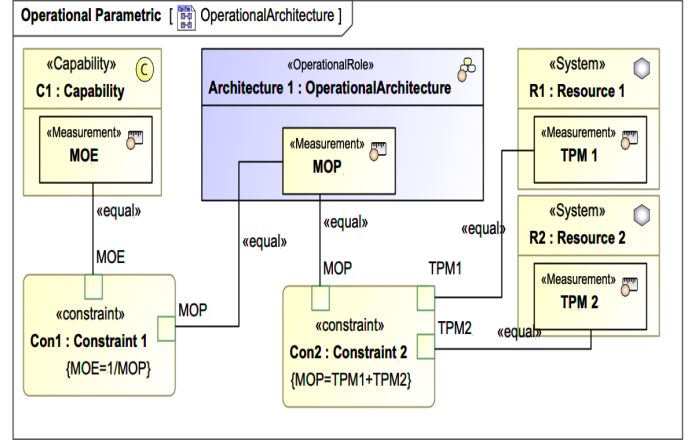 Operational Parametric [ OperationalArchitecture ]
«Capability»
C1 : Capability
«Measurement»
MOE
«OperationalRole»
Architecture 1 : OperationalArchitecture
«Measurement»
MOP
«System»
R1 : Resource 1
«Measurement»
TPM 1
«System»
R2 : Resource 2
«Measurement»
TPM 2
«equal»
«equal»
«equal»
«equal»
«equal»
MOE
MOP
«constraint»
Con1 : Constraint 1
{MOE=1/MOP}
MOP
TPM1
TPM2
«constraint»
Con2 : Constraint 2
{MOP=TPM1+TPM2}